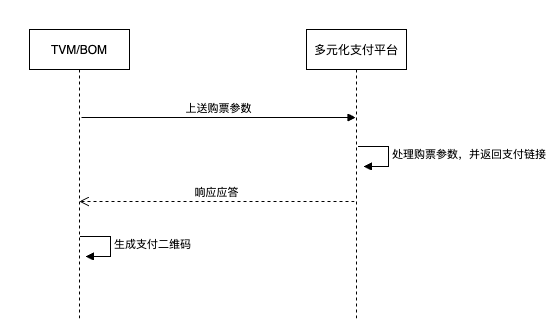 TVM/BOM
多元化支付平台
上送购票参数
处理购票参数，并返回支付链接
响应应答
生成支付二维码